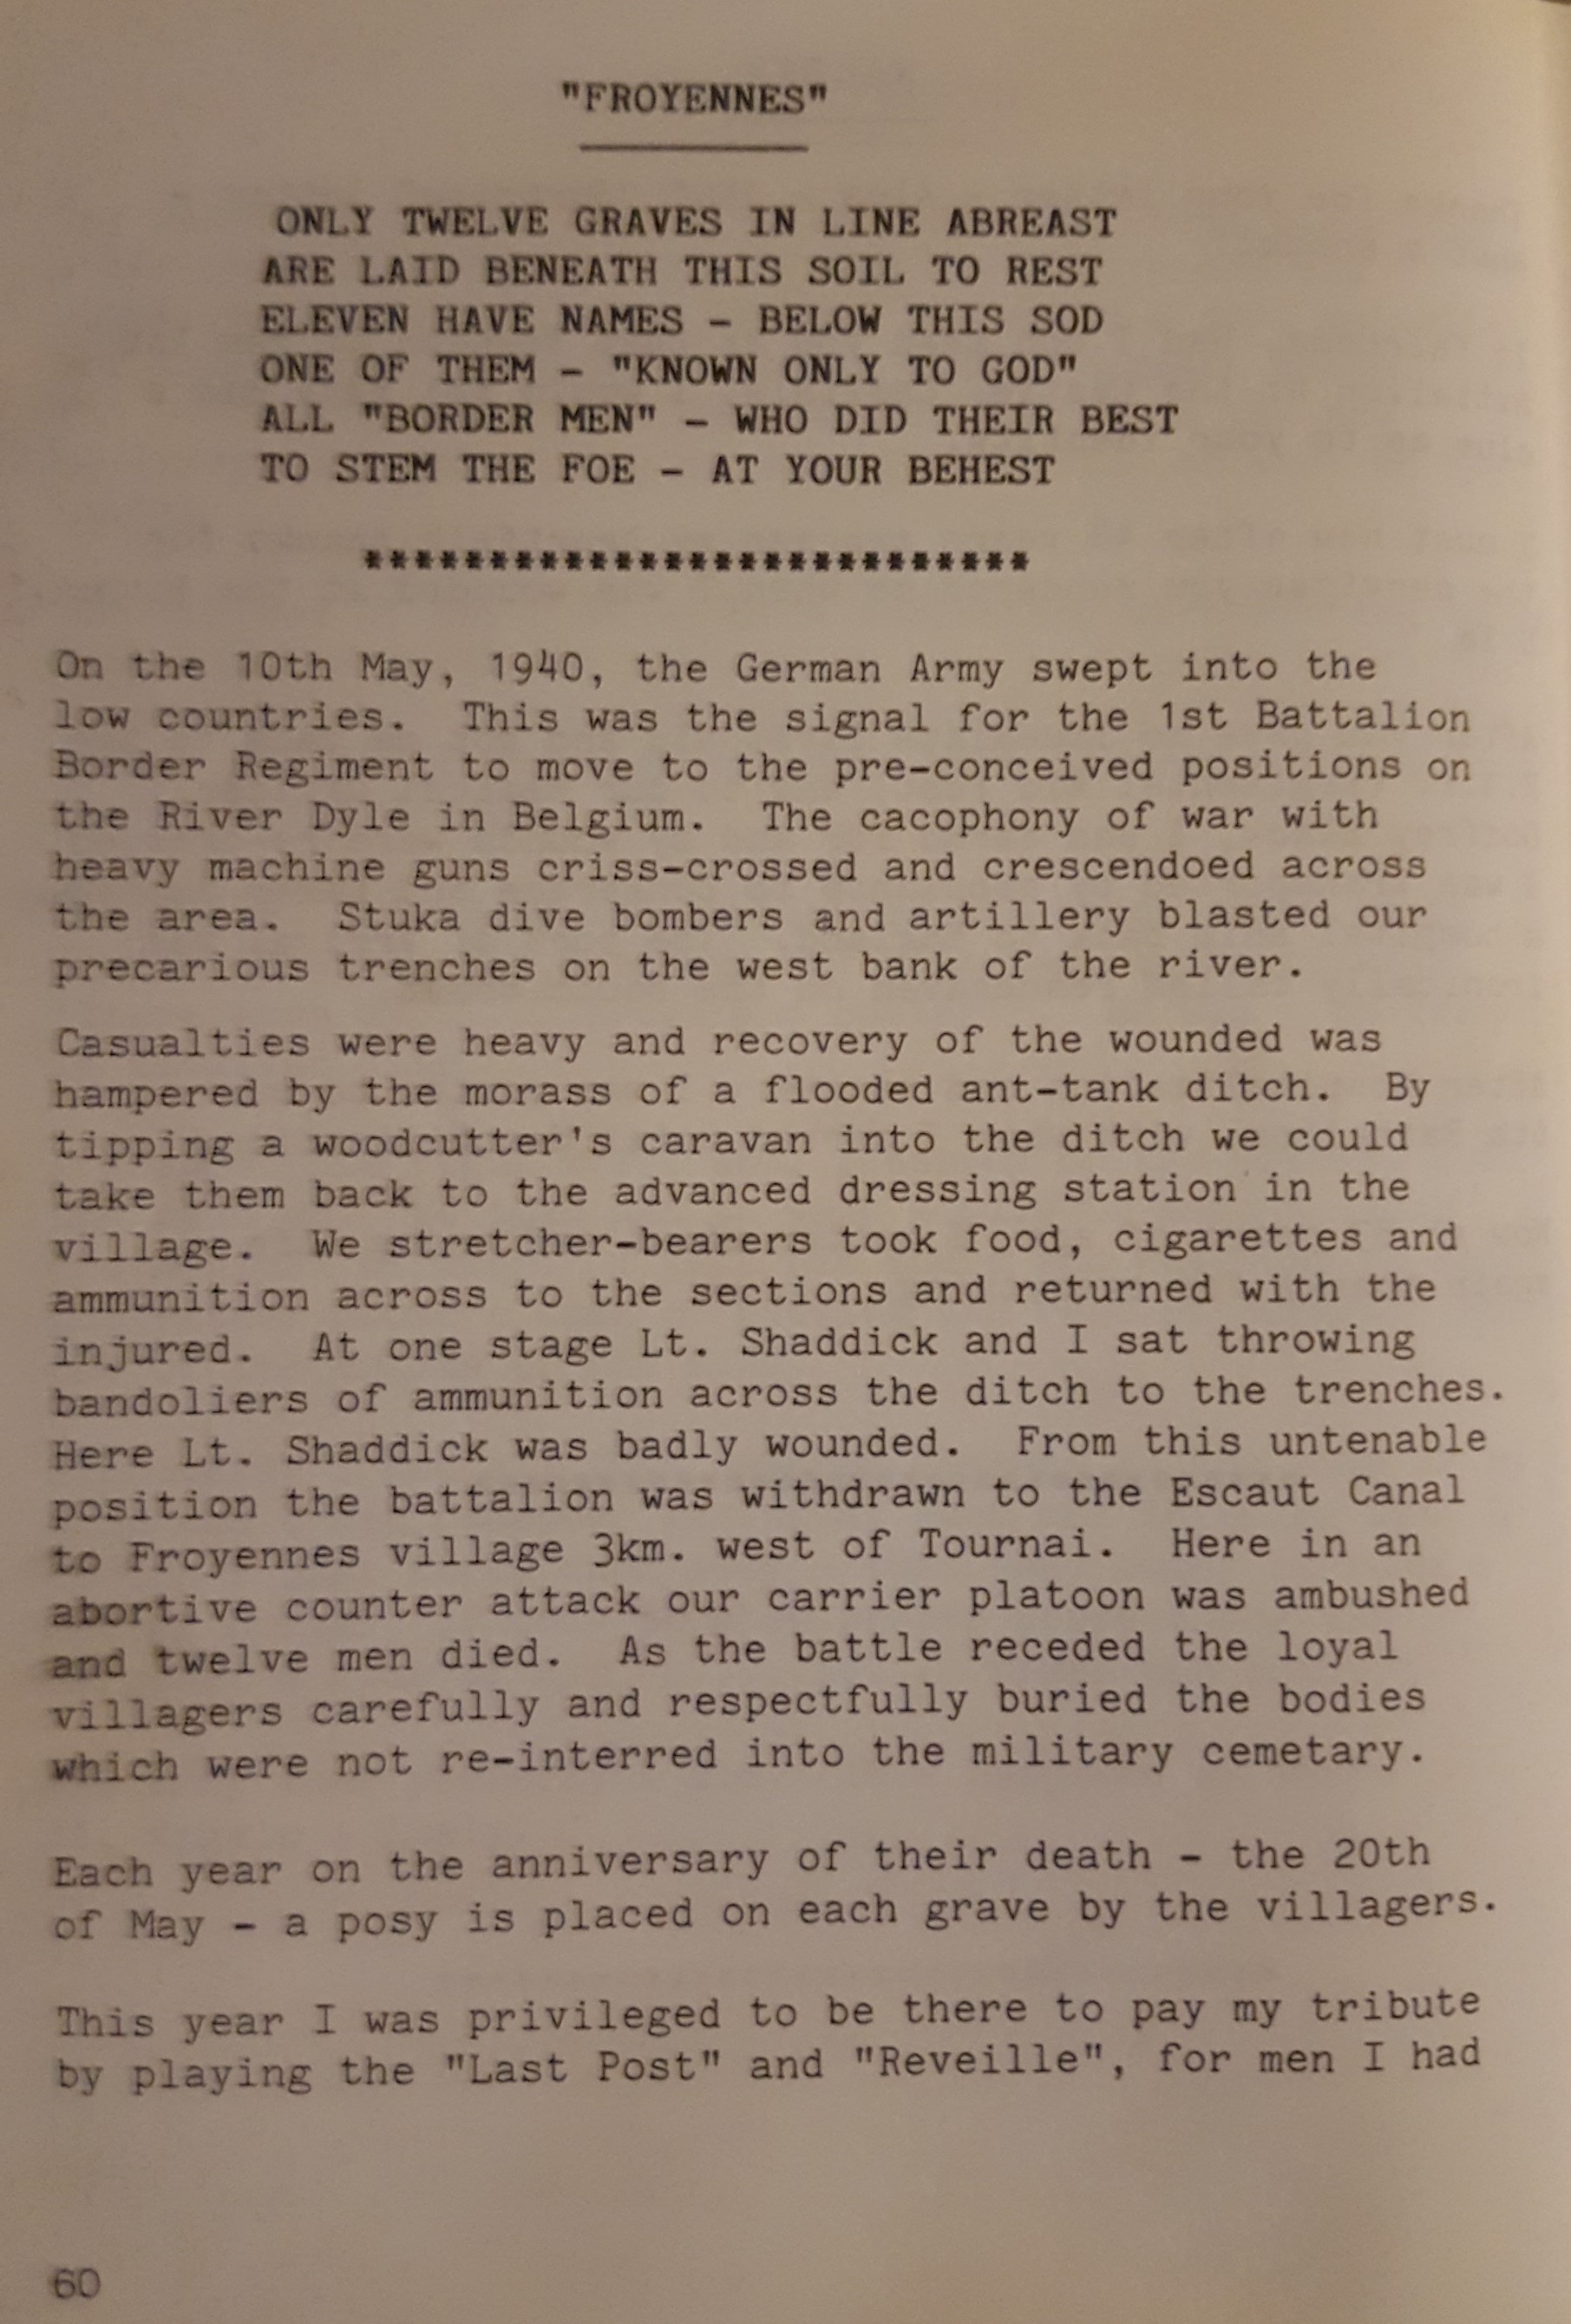 "FROYENNES"
ONLY TWELVE GRAVES IN LINE ABREAST
ARE LAID BENEATH THIS SOIL TO REST
ELEVEN HAVE NAMES - BELOW THIS SOD
ONE OF THEM - "KNOWN ONLY TO GOD"
ALL "BORDER MEN" - WHO DID THEIR BEST
TO STEM THE FOE - AT YOUR BEHEST
***************************
On the 10th May, 1940, the German Army swept into the
low countries. This was the signal for the 1st Battalion
Border Regiment to move to the pre-conceived positions on
the River Dyle in Belgium. The cacophony of war with
heavy machine guns criss-crossed and crescendoed across
the area. Stuka dive bombers and artillery blasted our
precarious trenches on the west bank of the river.
Casualties were heavy and recovery of the wounded was
hampered by the morass of a flooded ant-tank ditch. By
tipping a woodcutter's caravan into the ditch we could
take them back to the advanced dressing station in the
village. We stretcher-bearers took food, cigarettes and
ammunition across to the sections and returned with the
injured. At one stage Lt. Shaddick and I sat throwing
bandoliers of ammunition across the ditch to the trenches.
Here Lt. Shaddick was badly wounded. From this untenable
position the battalion was withdrawn to the Escaut Canal
to Froyennes village 3km. west of Tournai. Here in an
abortive counter attack our carrier platoon was ambushed
and twelve men died. As the battle receded the loyal
villagers carefully and respectfully buried the bodies
which were not re-interred into the military cemetary.
Each year on the anniversary of their death - the 20th
of May - a posy is placed on each grave by the villagers.
This year I was privileged to be there to pay my tribute
by playing the "Last Post" and "Reveille", for men I had
60